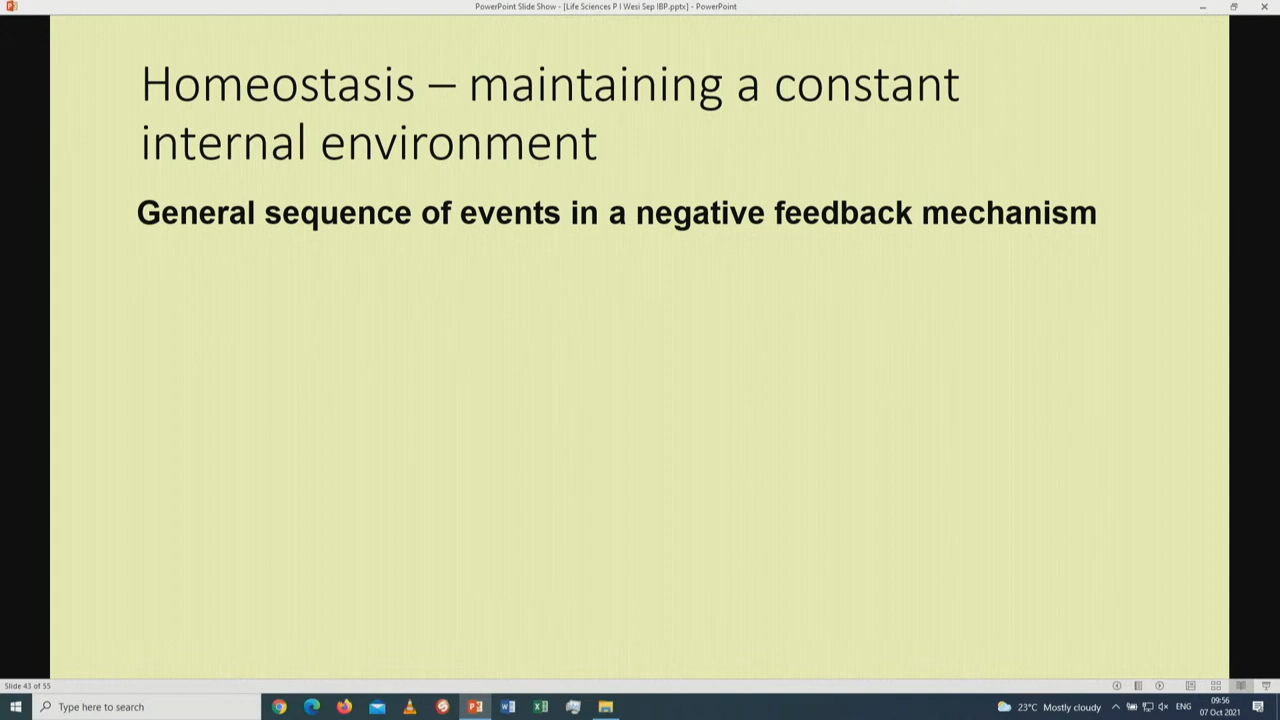 PowerPoint Slide Show - [Life Sciences P I Wesi Sep IBP.pptx] - PowerPoint
Homeostasis – maintaining a constant
internal environment
General sequence of events in a negative feedback mechanism
Slide 43 of 55
Type here to search
23°C Mostly cloudy
ENG
09:56
07 Oct 2021